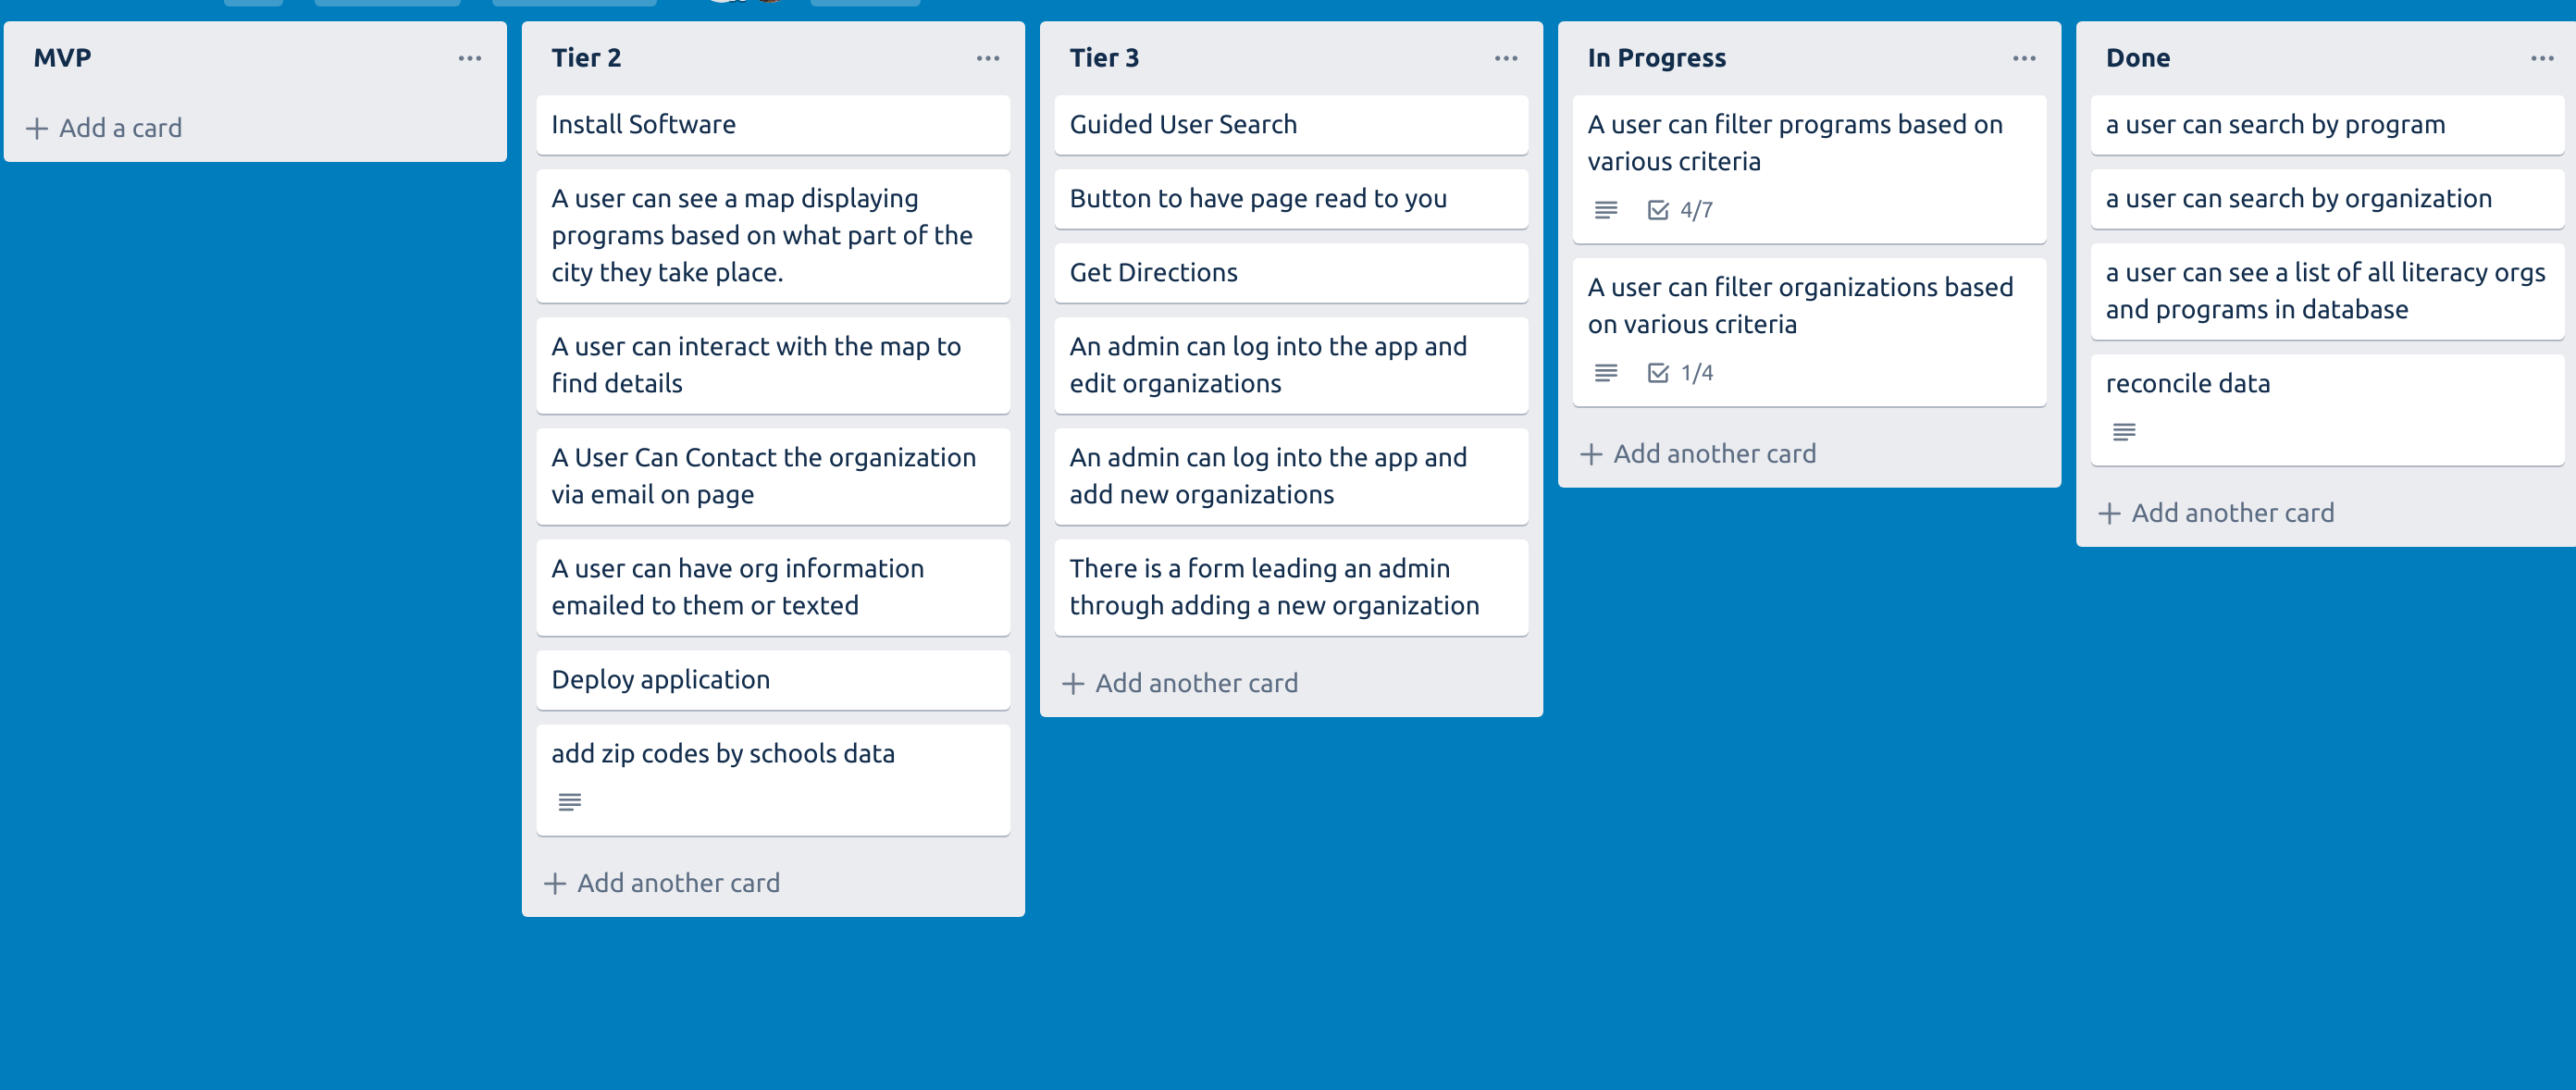 MVP
Add a card
Tier 2
Install Software
A user can see a map displaying
programs based on what part of the
city they take place.
A user can interact with the map to
find details
A User Can Contact the organization
via email on page
A user can have org information
emailed to them or texted
Deploy application
add zip codes by schools data
Add another card
Tier 3
Guided User Search
Button to have page read to you
Get Directions
An admin can log into the app and
edit organizations
An admin can log into the app and
add new organizations
There is a form leading an admin
through adding a new organization
Add another card
In Progress
A user can filter programs based on
various criteria
4/7
A user can filter organizations based
on various criteria
1/4
Add another card
Done
a user can search by program
a user can search by organization
a user can see a list of all literacy orgs
and programs in database
reconcile data
Add another card